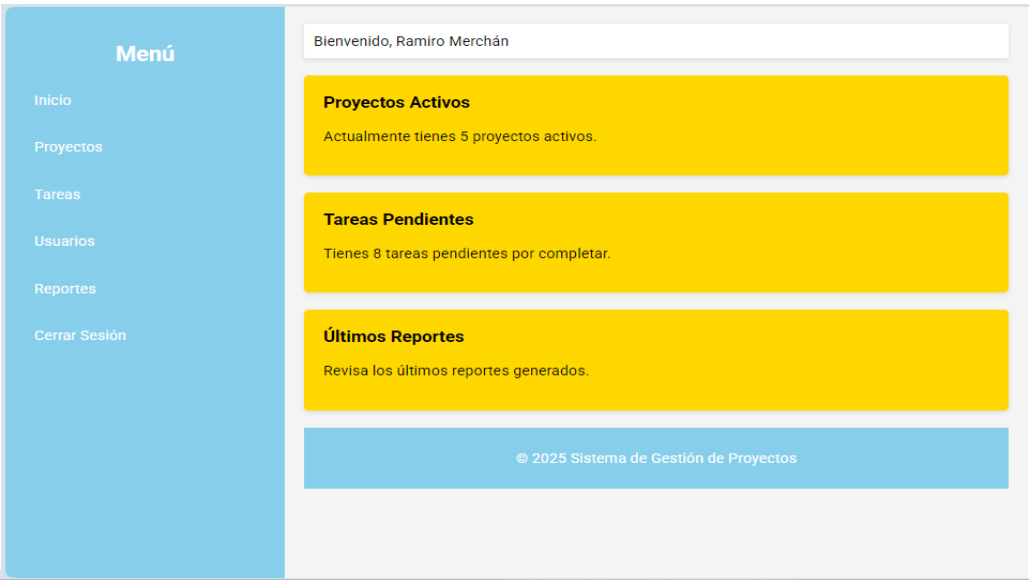 Menú
Inicio
Proyectos
Tareas
Usuarios
Reportes
Cerrar Sesión
Bienvenido, Ramiro Merchán
Proyectos Activos
Actualmente tienes 5 proyectos activos.
Tareas Pendientes
Tienes 8 tareas pendientes por completar.
Últimos Reportes
Revisa los últimos reportes generados.
© 2025 Sistema de Gestión de Proyectos